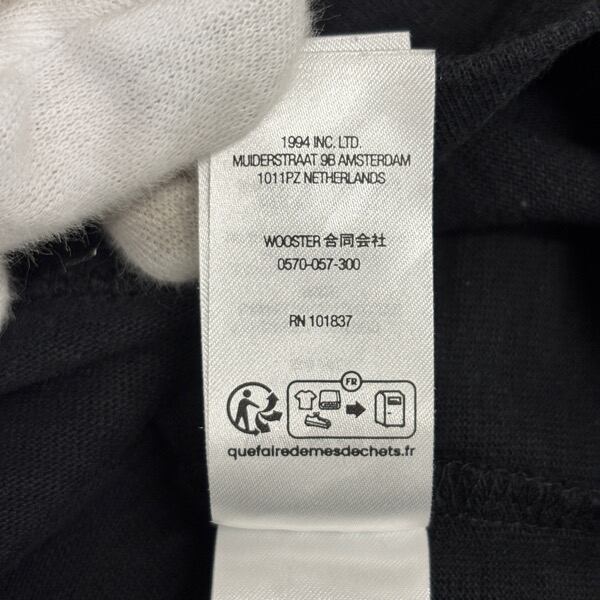 1994 INC. LTD.
MUIDERSTRAAT 9B AMSTERDAM
1011PZ NETHERLANDS
WOOSTER 合同会社
0570-057-300
RN 101837
FR
quefairedemesdechets.fr